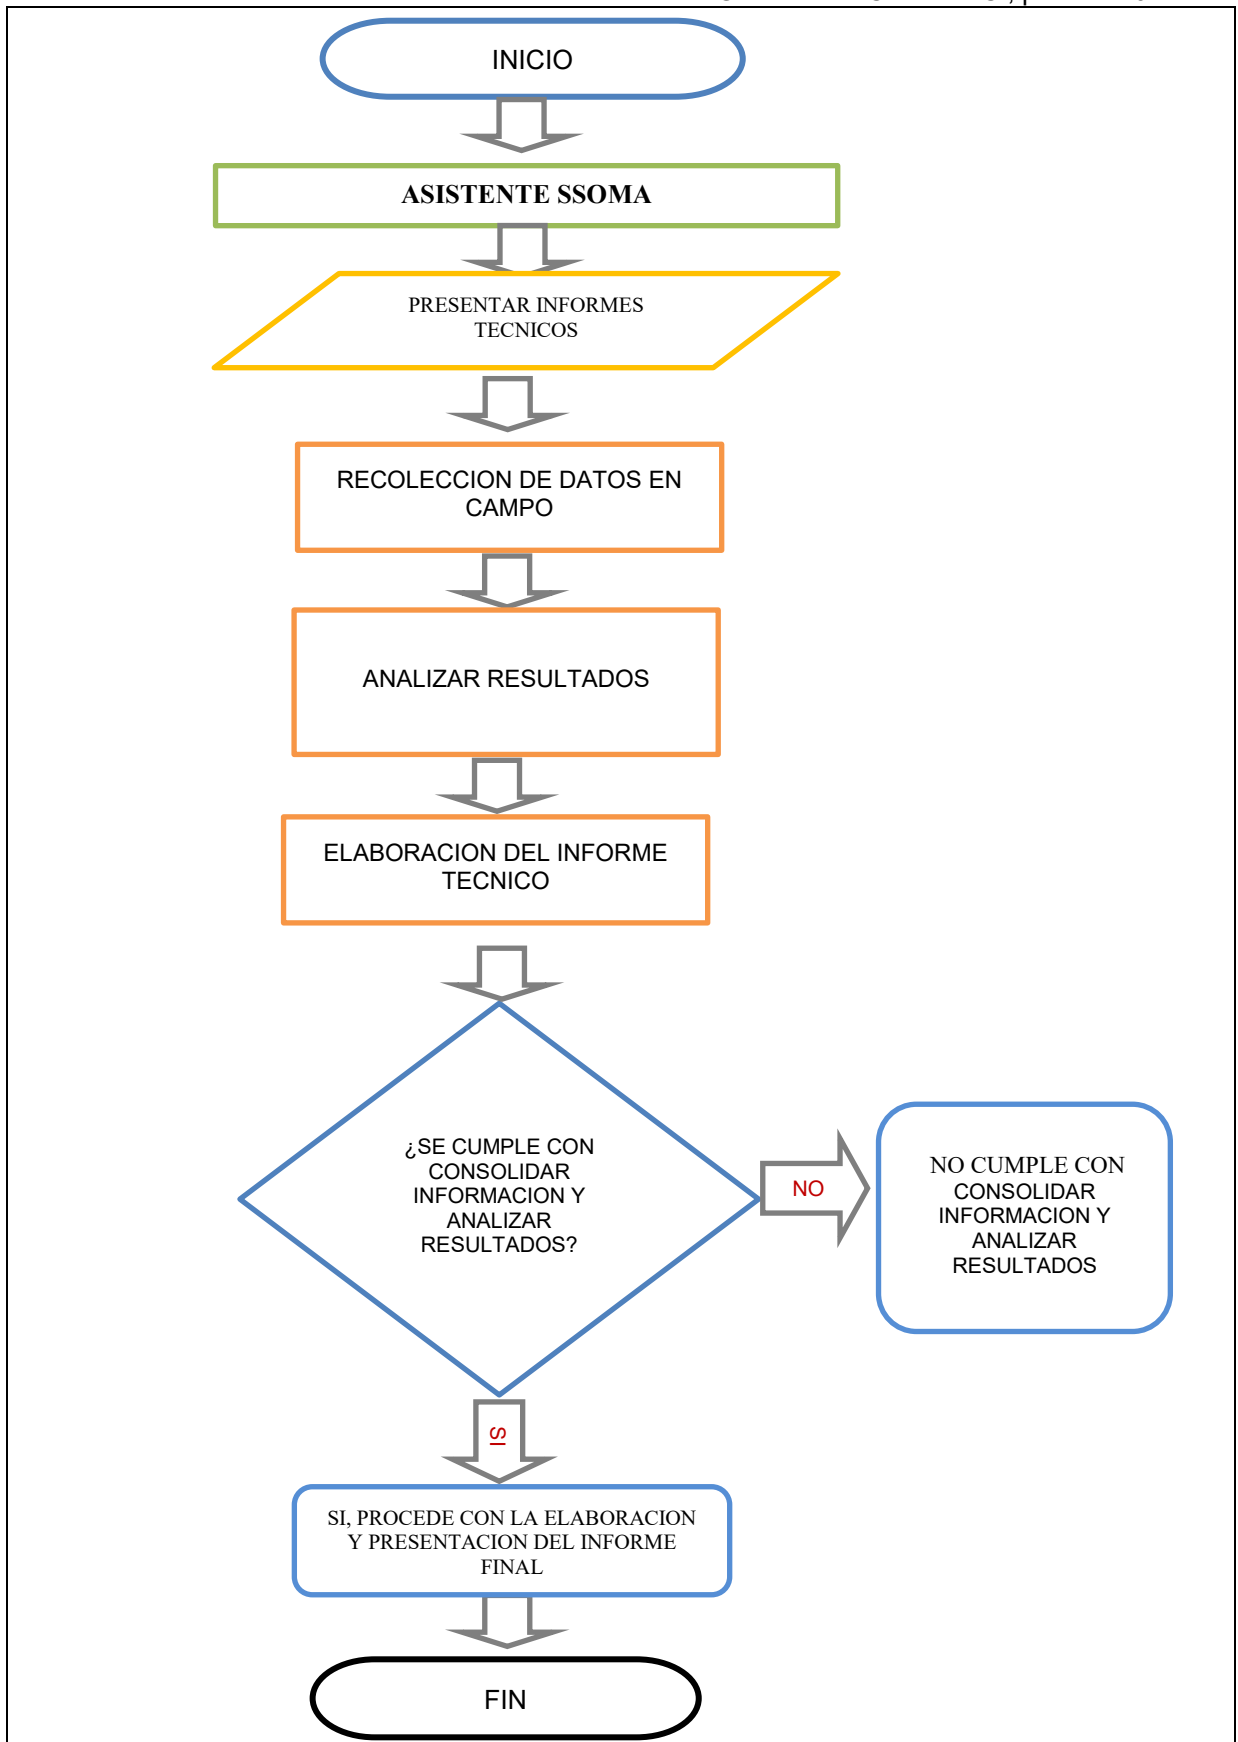 INICIO
ASISTENTE SSOMA
PRESENTAR INFORMES
TECNICOS
RECOLECCION DE DATOS EN
CAMPO
ANALIZAR RESULTADOS
ELABORACION DEL INFORME
TECNICO
¿SE CUMPLE CON
CONSOLIDAR
INFORMACION Y
ANALIZAR
RESULTADOS?
NO
NO CUMPLE CON
CONSOLIDAR
INFORMACION Y
ANALIZAR
RESULTADOS
SI
SI, PROCEDE CON LA ELABORACION
Y PRESENTACION DEL INFORME
FINAL
FIN